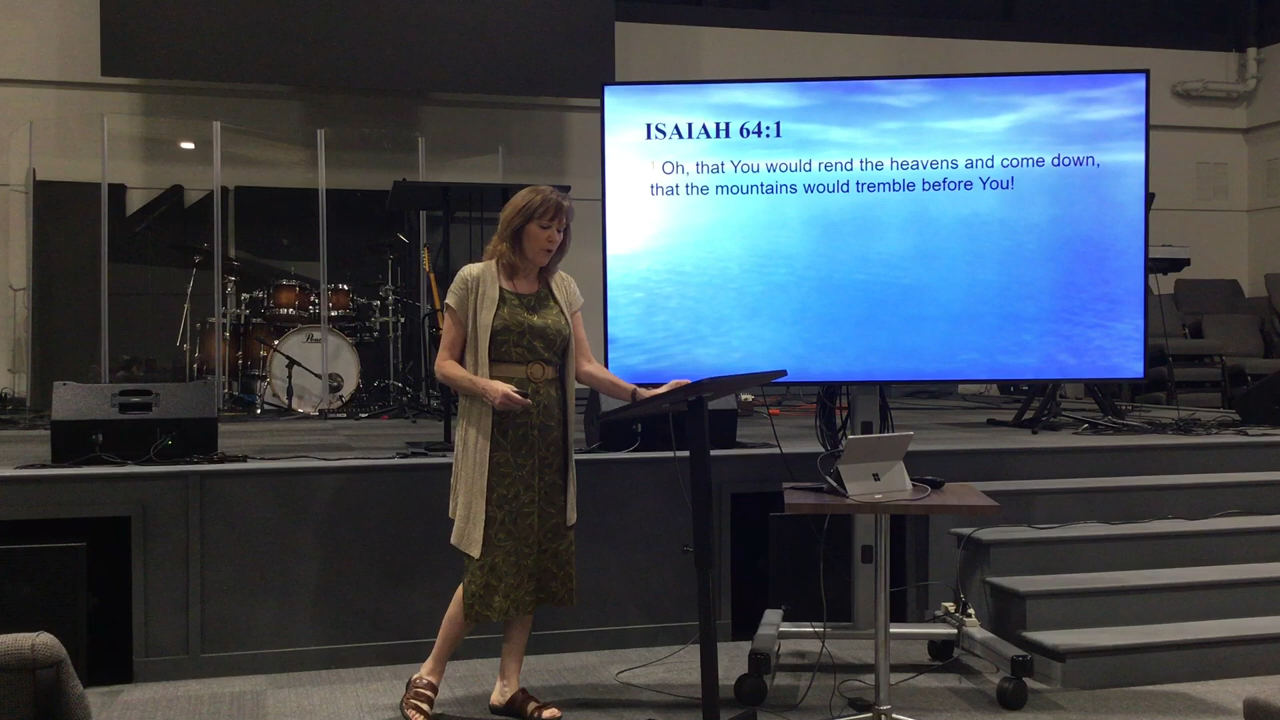 ISAIAH 64:1
1 Oh, that You would rend the heavens and come down,
that the mountains would tremble before You!